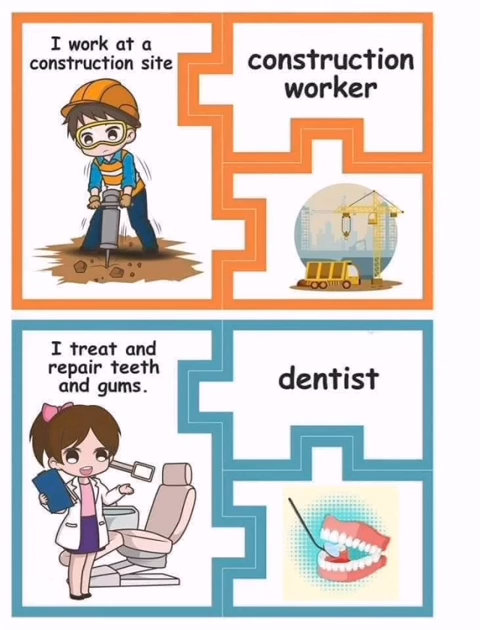 I work at a
construction site
construction
worker
I treat and
repair teeth
and gums.
dentist